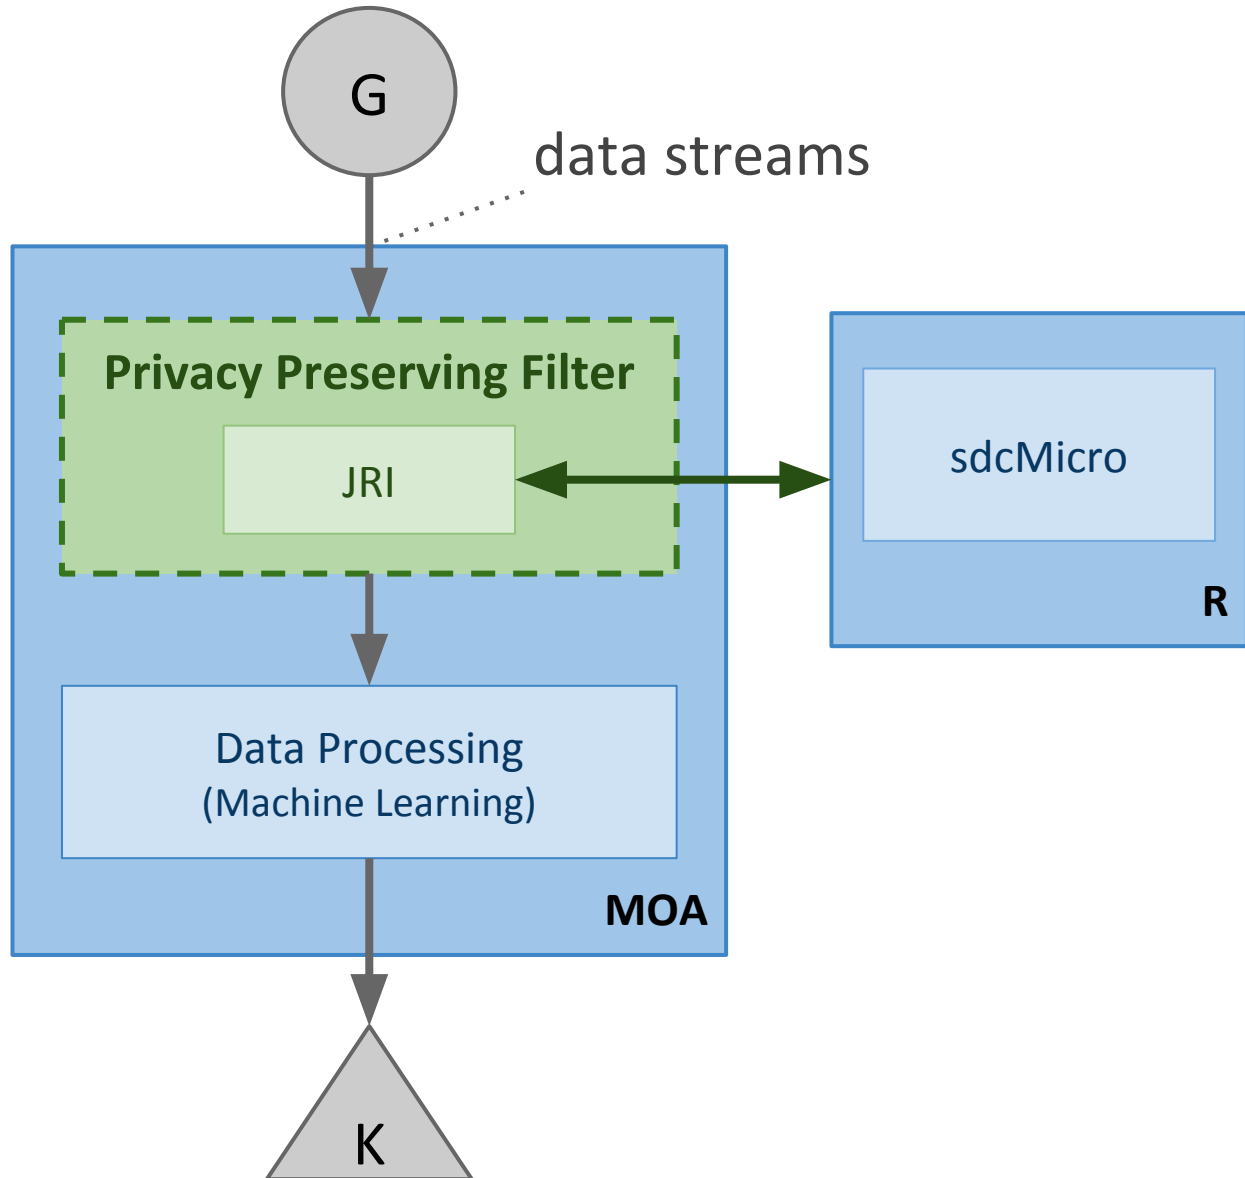 G
data streams
Privacy Preserving Filter
JRI
sdcMicro
R
Data Processing
(Machine Learning)
MOA
K